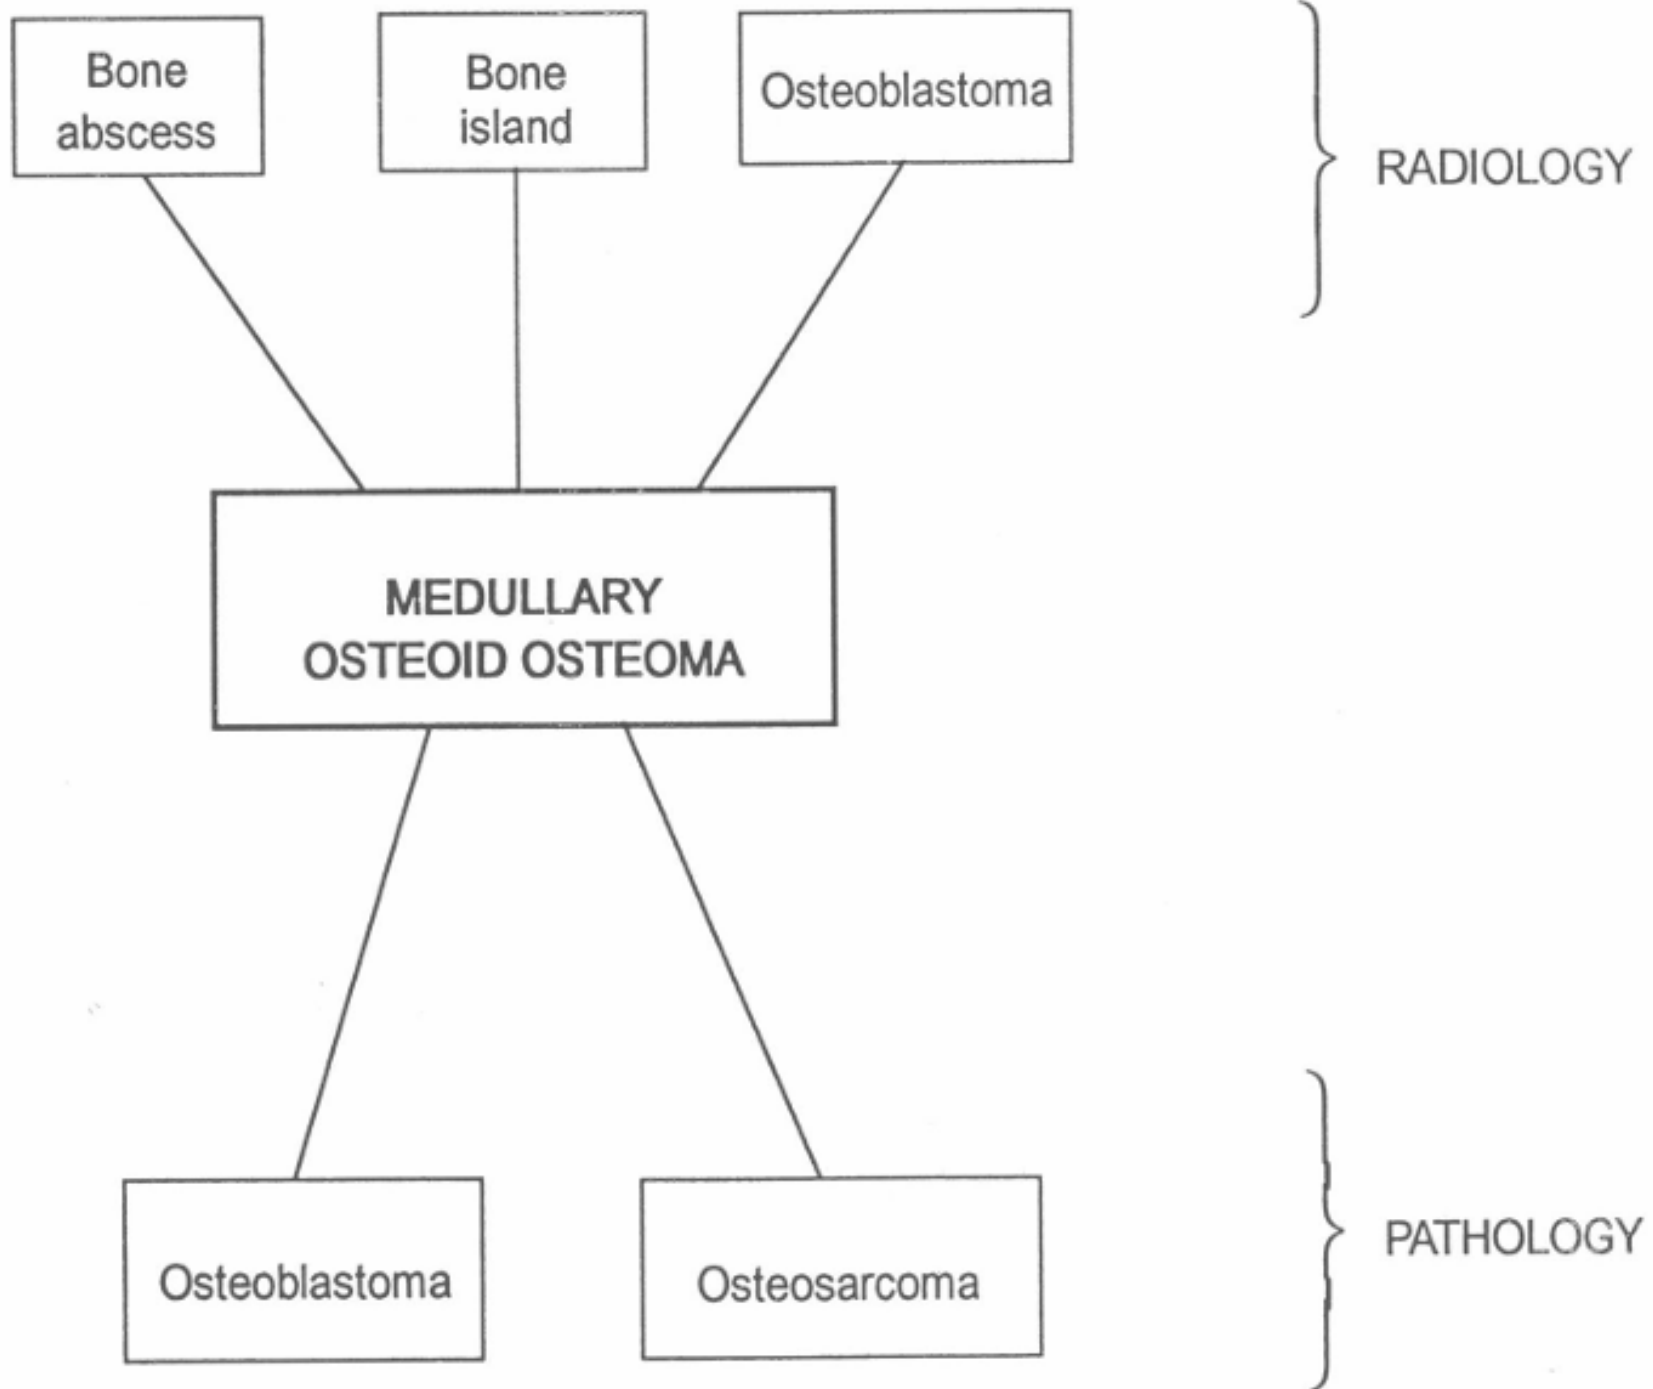 Bone
abscess
Bone
island
Osteoblastoma
RADIOLOGY
MEDULLARY
OSTEOID OSTEOMA
Osteoblastoma
Osteosarcoma
PATHOLOGY